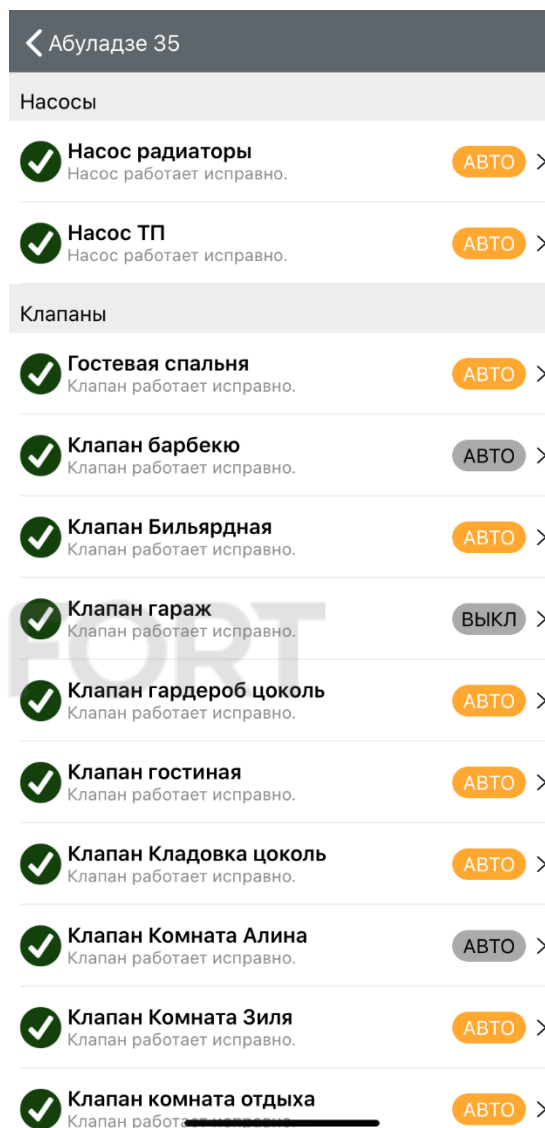 Абуладзе 35
Насосы
Насос радиаторы
АВТО
Насос работает исправно.
Насос ТП
АВТО
Насос работает исправно.
Клапаны
Гостевая спальня
АВТО
Клапан работает исправно.
Клапан барбекю
АВТО
Клапан работает исправно.
Клапан Бильярдная
АВТО
Клапан работает исправно.
Клапан гараж
ВЫКЛ
Клапан работает исправно.
FORT
Клапан гардероб цоколь
АВТО
Клапан работает исправно.
Клапан гостиная
АВТО
Клапан работает исправно.
Клапан Кладовка цоколь
АВТО
Клапан работает исправно.
Клапан Комната Алина
АВТО
Клапан работает исправно.
Клапан Комната Зиля
АВТО
Клапан работает исправно.
Клапан комната отдыха
АВТО
Клапан работает исправно.